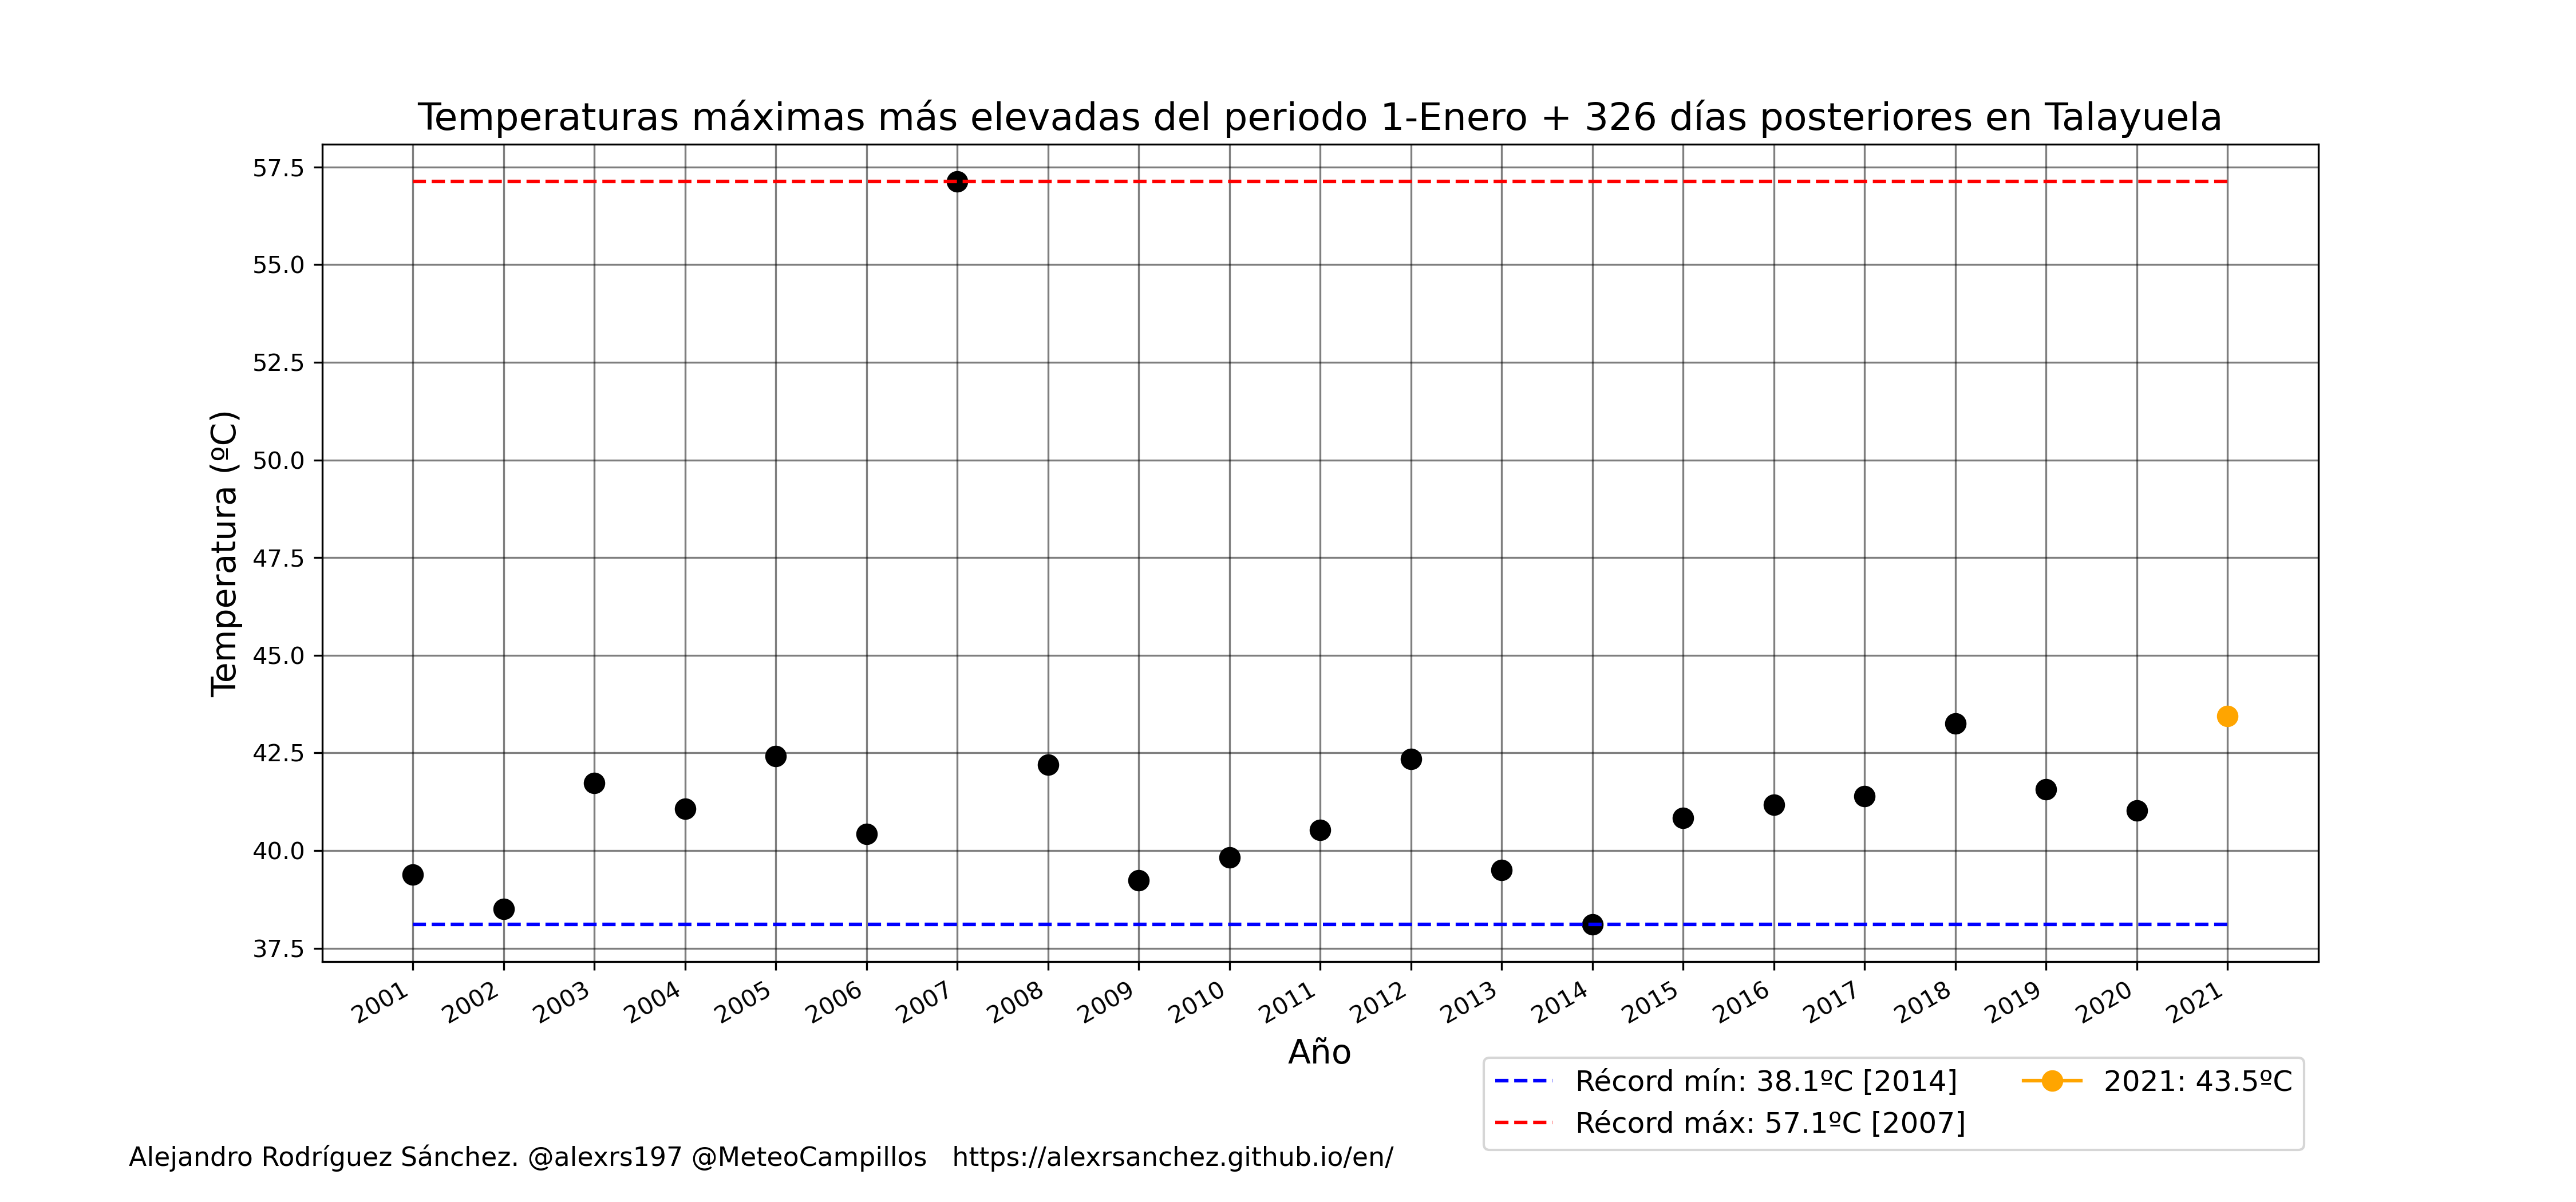 Temperaturas máximas más elevadas del periodo 1-Enero + 326 días posteriores en Talayuela
Temperatura (ºC)
57.5
55.0
52.5
50.0
47.5
45.0
42.5
40.0
37.5
2001 2002 2003 2004 2005 2006 2007 2008 2009 2010 2011 2012 2013 2014 2015 2016 2017 2018 2019 2020 2021
Año
Récord mín: 38.1ºC [2014]
Récord máx: 57.1ºC [2007]
2021: 43.5ºC
Alejandro Rodríguez Sánchez. @alexrs197 @MeteoCampillos https://alexrsanchez.github.io/en/